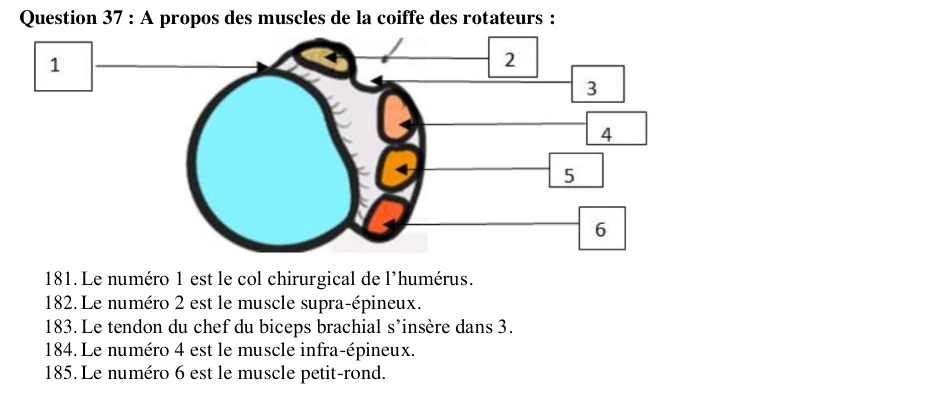 Question 37 : A propos des muscles de la coiffe des rotateurs :
1
2
3
4
5
6
181. Le numéro 1 est le col chirurgical de l’humérus.
182. Le numéro 2 est le muscle supra-épineux.
183. Le tendon du chef du biceps brachial s’insère dans 3.
184. Le numéro 4 est le muscle infra-épineux.
185. Le numéro 6 est le muscle petit-rond.